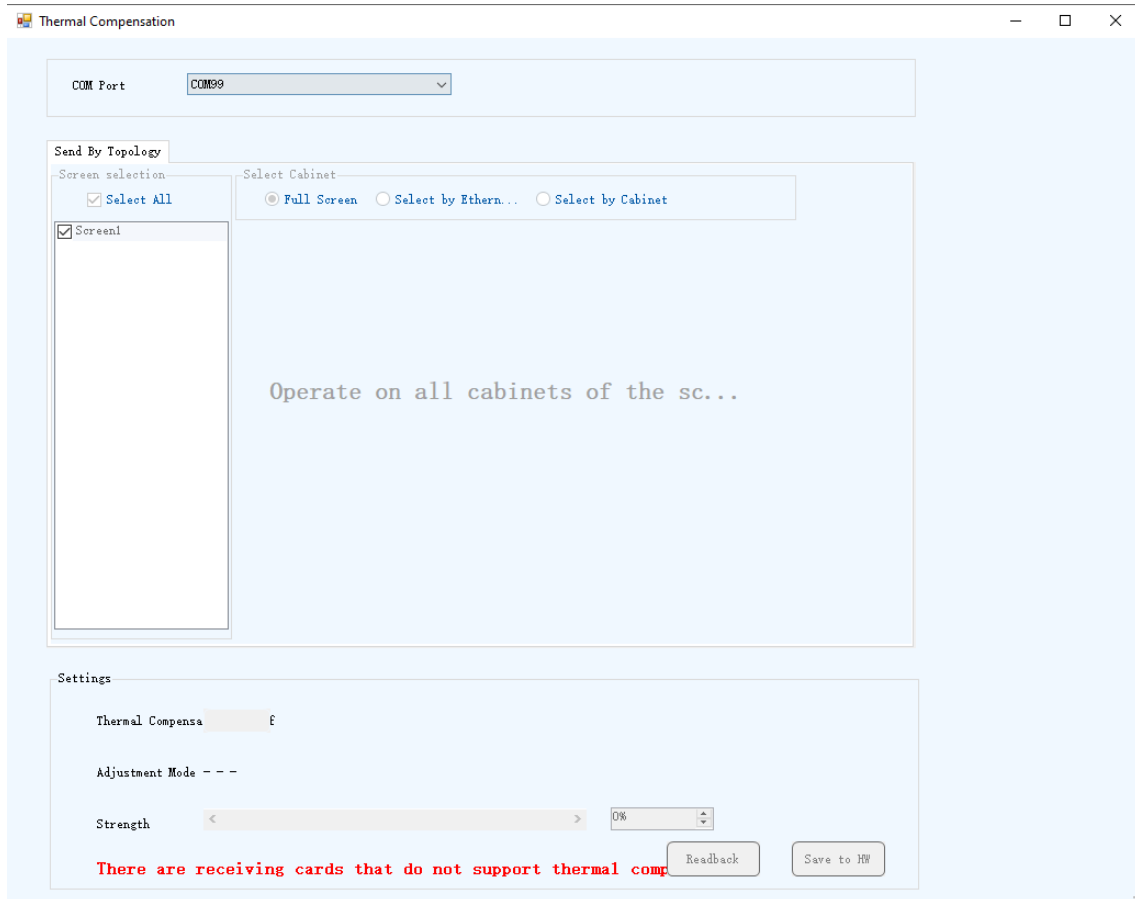 Thermal Compensation
COM Port
COM99
Send By Topology
Screen selection
Select Cabinet
Select All
Full Screen
Select by Ethern...
Select by Cabinet
Screen1
Operate on all cabinets of the sc...
Settings
Thermal Compensa
f
Adjustment Mode - - -
Strength
0%
There are receiving cards that do not support thermal comp
Readback
Save to HW